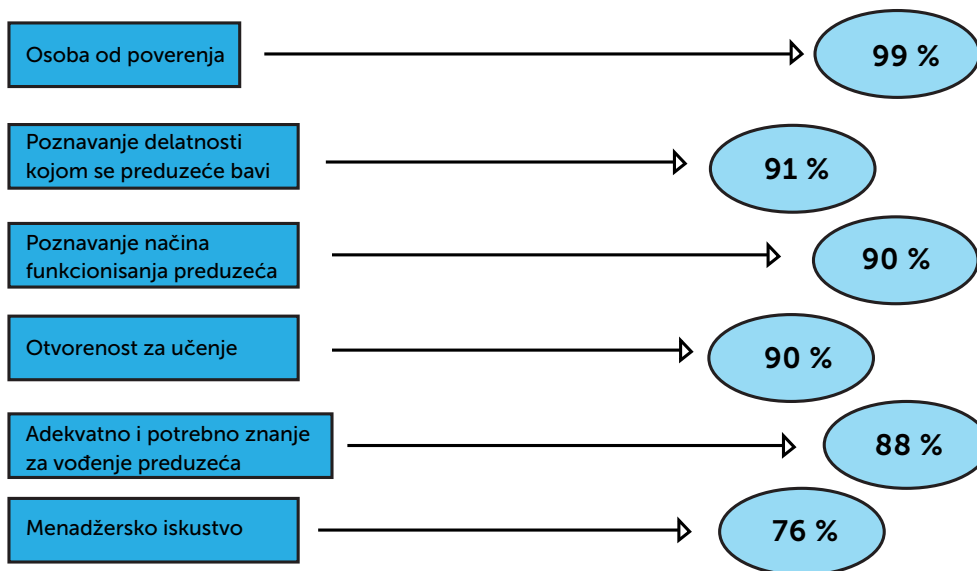 Osoba od poverenja
99 %
Poznavanje delatnosti
kojom se preduzeće bavi
91 %
Poznavanje načina
funkcionisanja preduzeća
90 %
Otvorenost za učenje
90 %
Adekvatno i potrebno znanje
za vođenje preduzeća
88 %
Menadžersko iskustvo
76 %